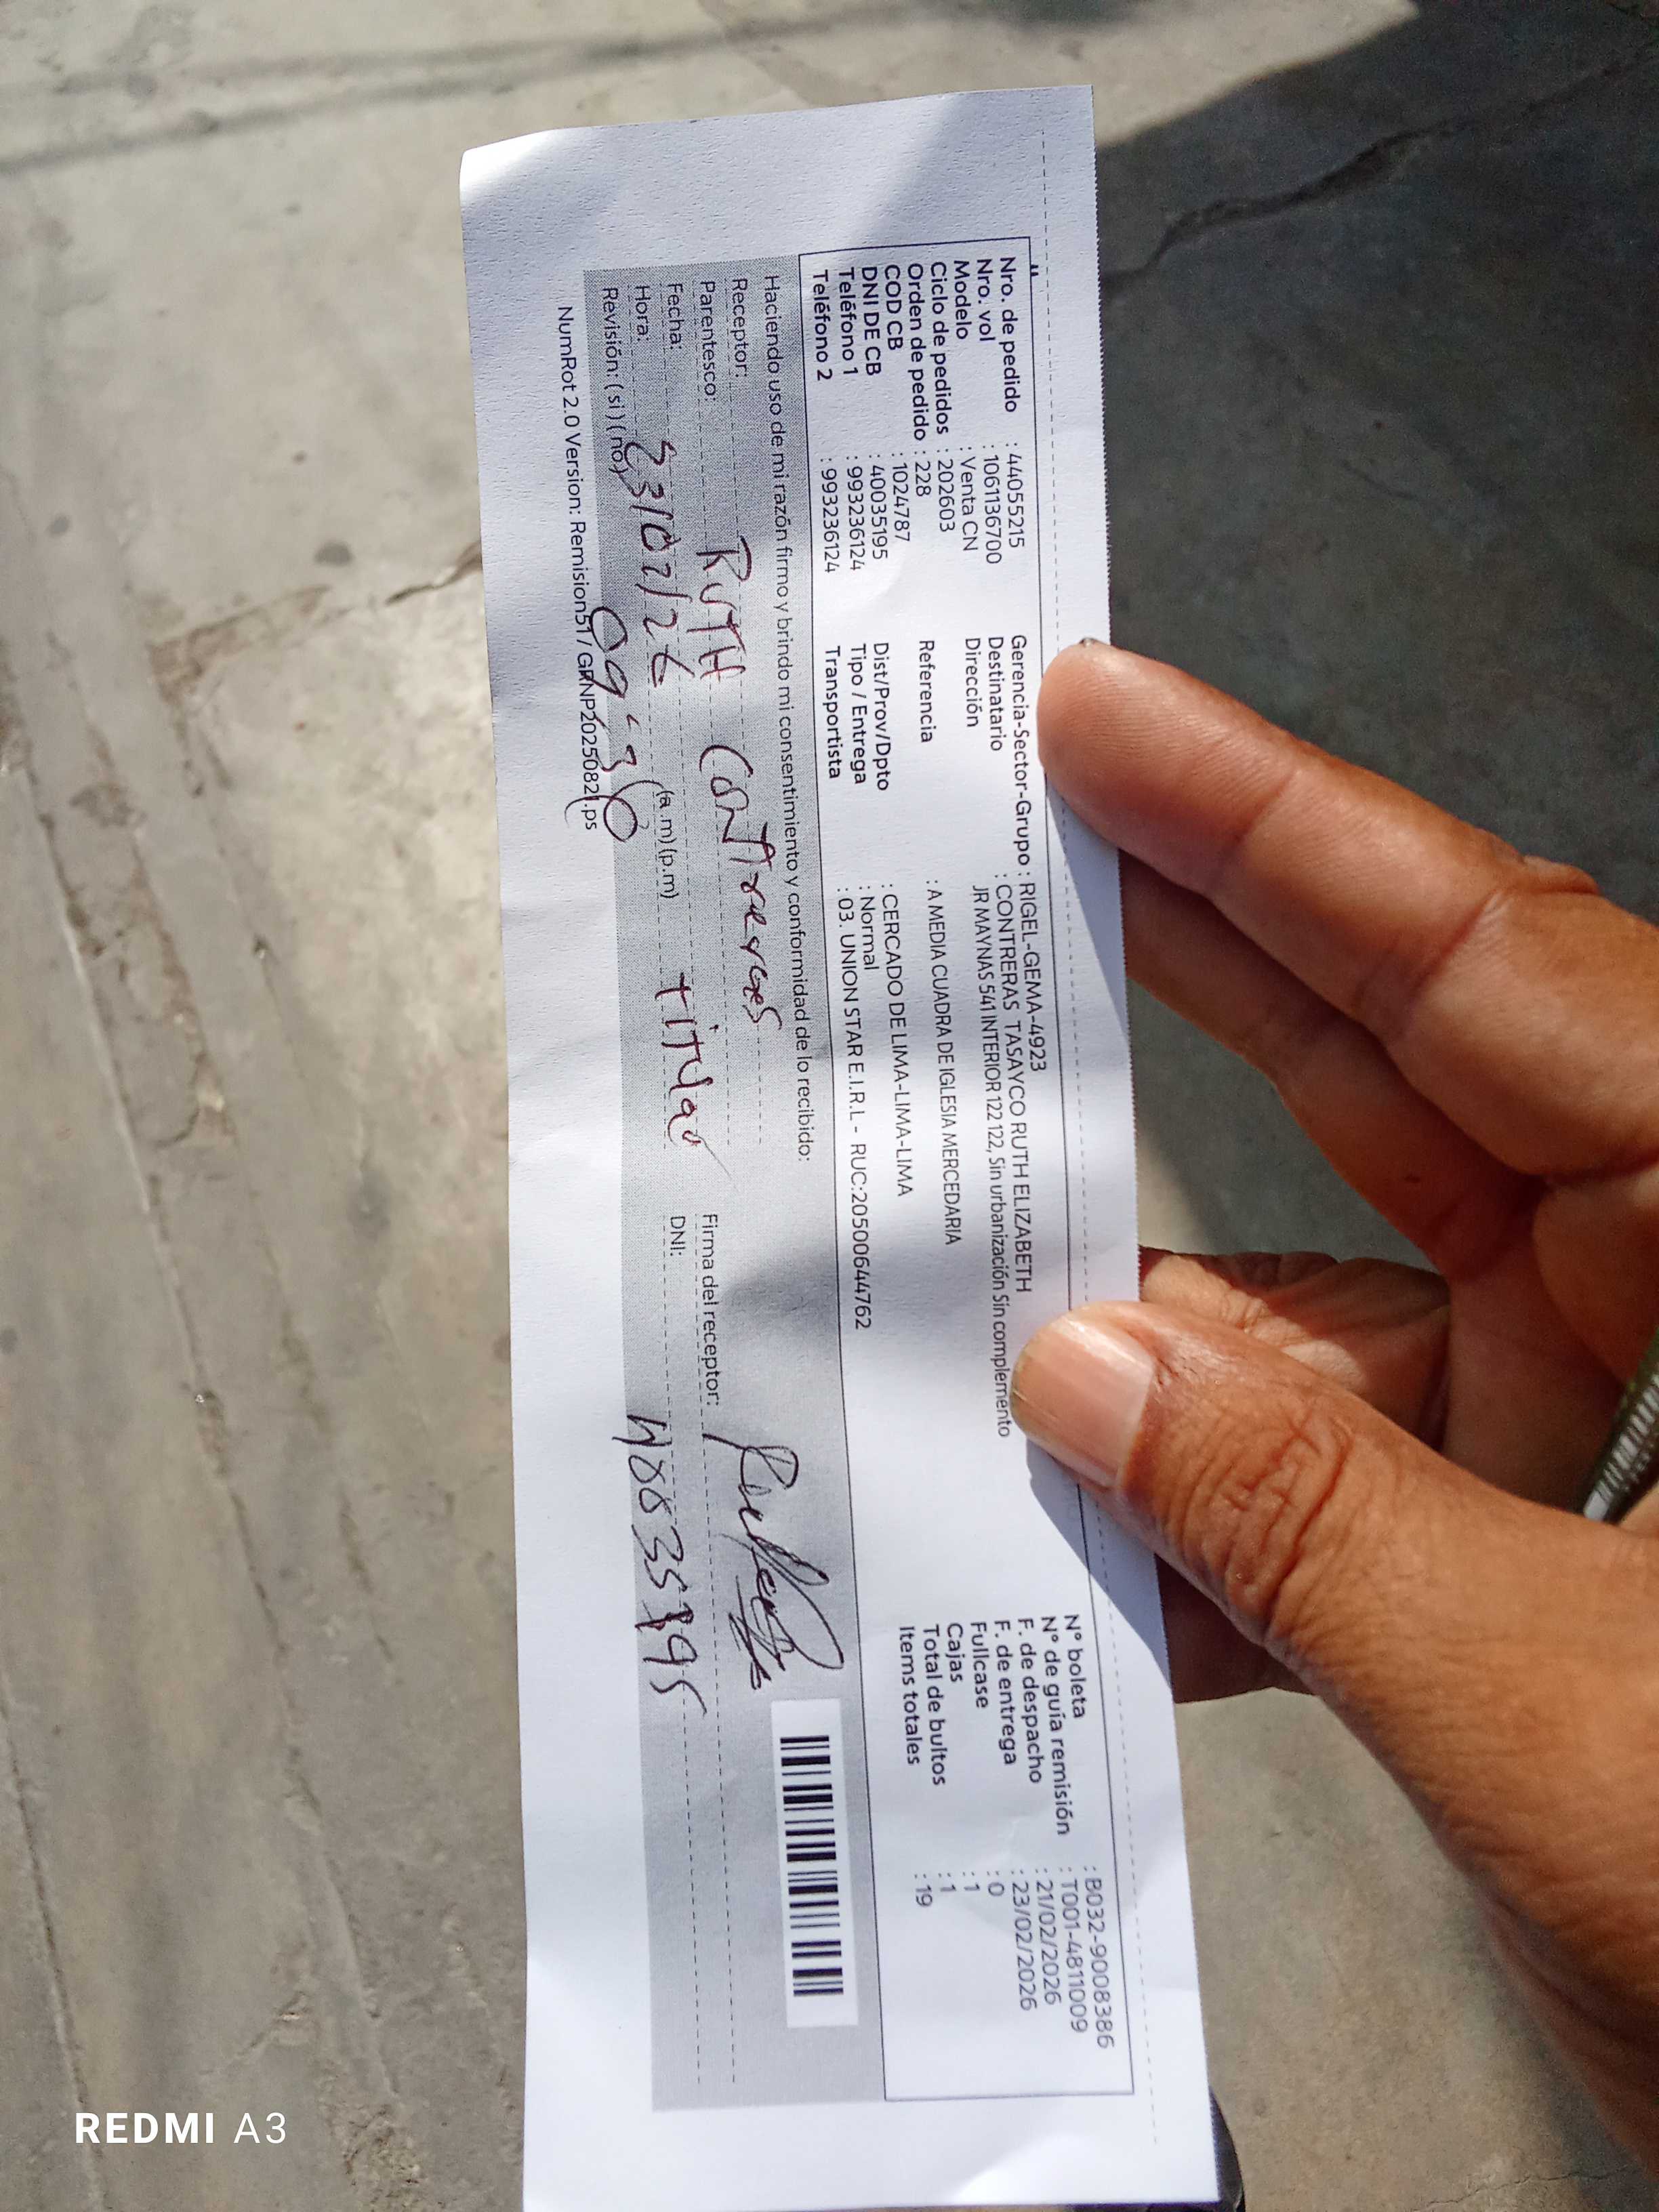 Nro. de pedido : 44055215
Nro. vol : 1061136700
Modelo : Venta CN
Ciclo de pedidos : 202603
Orden de pedido : 228
COD CB : 1024787
DNI DE CB : 40035195
Teléfono 1 : 993236124
Teléfono 2 : 993236124
Gerencia-Sector-Grupo : RIGEL-GEMA-4923
Destinatario : CONTRERAS TASAYCO RUTH ELIZABETH
Dirección JR MAYNAS 541 INTERIOR 122 122, Sin urbanización Sin complemento
Referencia : A MEDIA CUADRA DE IGLESIA MERCEDARIA
Dist/Prov/Dpto : CERCADO DE LIMA-LIMA-LIMA
Tipo / Entrega : Normal
Transportista : 03. UNION STAR E.I.R.L - RUC:20500644762
N° boleta : B032-9008386
N° de guía remisión : T001-4811009
F. de despacho : 21/02/2026
F. de entrega : 23/02/2026
Fullcase : 0
Cajas : 1
Total de bultos : 1
Items totales : 19
Haciendo uso de mi razón firmo y brindo mi consentimiento y conformidad de lo recibido:
Receptor: RUTH Contreras
Parentesco: titular
Firma del receptor:
Fecha: 23/02/26
DNI: 40035195
Hora: 09:30 (a.m) (p.m)
Revisión: ( si ) ( no )
NumRot 2.0 Version: Remision51 / GRNP20250821.ps
REDMI A3